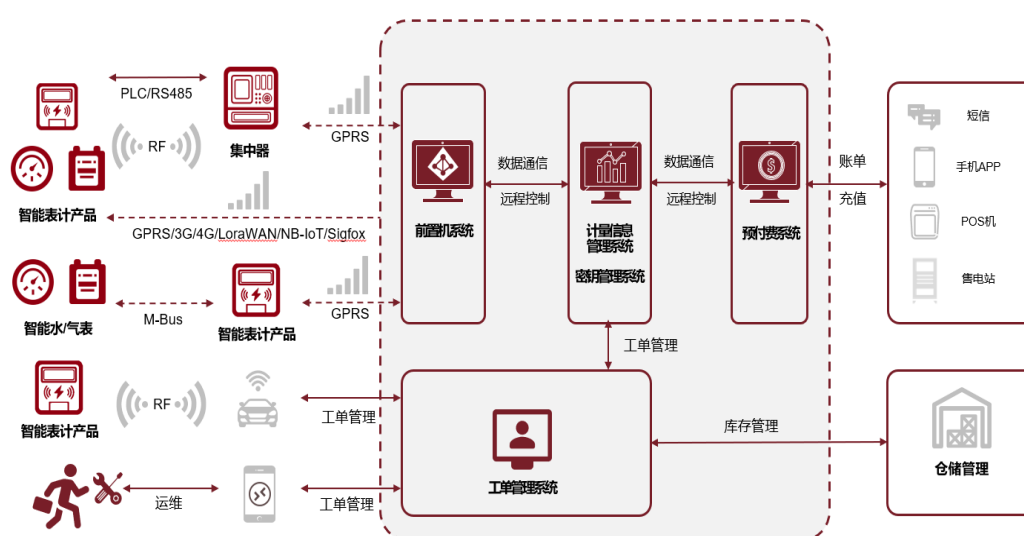 PLC/RS485
RF
集中器
GPRS
智能表计产品
GPRS/3G/4G/LoraWAN/NB-IoT/Sigfox
M-Bus
智能水/气表
智能表计产品
GPRS
RF
智能表计产品
工单管理
运维
工单管理
前置机系统
数据通信
远程控制
计量信息
管理系统
密钥管理系统
数据通信
远程控制
预付费系统
账单
充值
短信
手机APP
POS机
售电站
工单管理
工单管理系统
库存管理
仓储管理